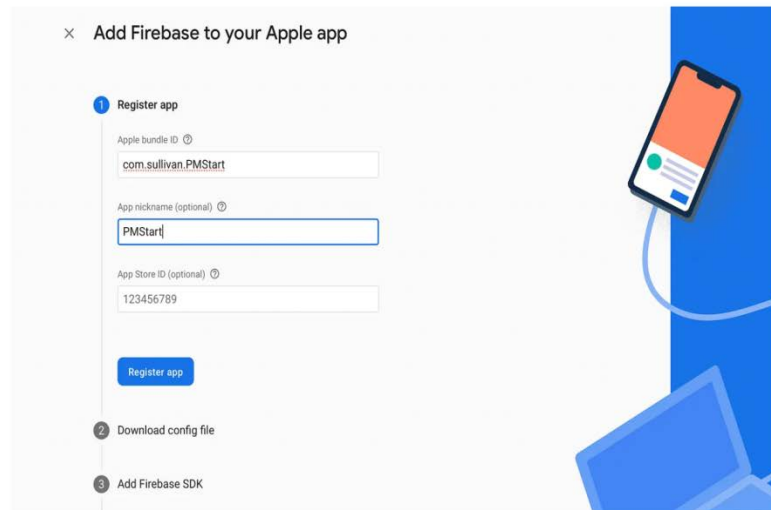 Add Firebase to your Apple app
1 Register app
Apple bundle ID
com.sullivan.PMStart
App nickname (optional)
PMStart
App Store ID (optional)
123456789
Register app
2 Download config file
3 Add Firebase SDK